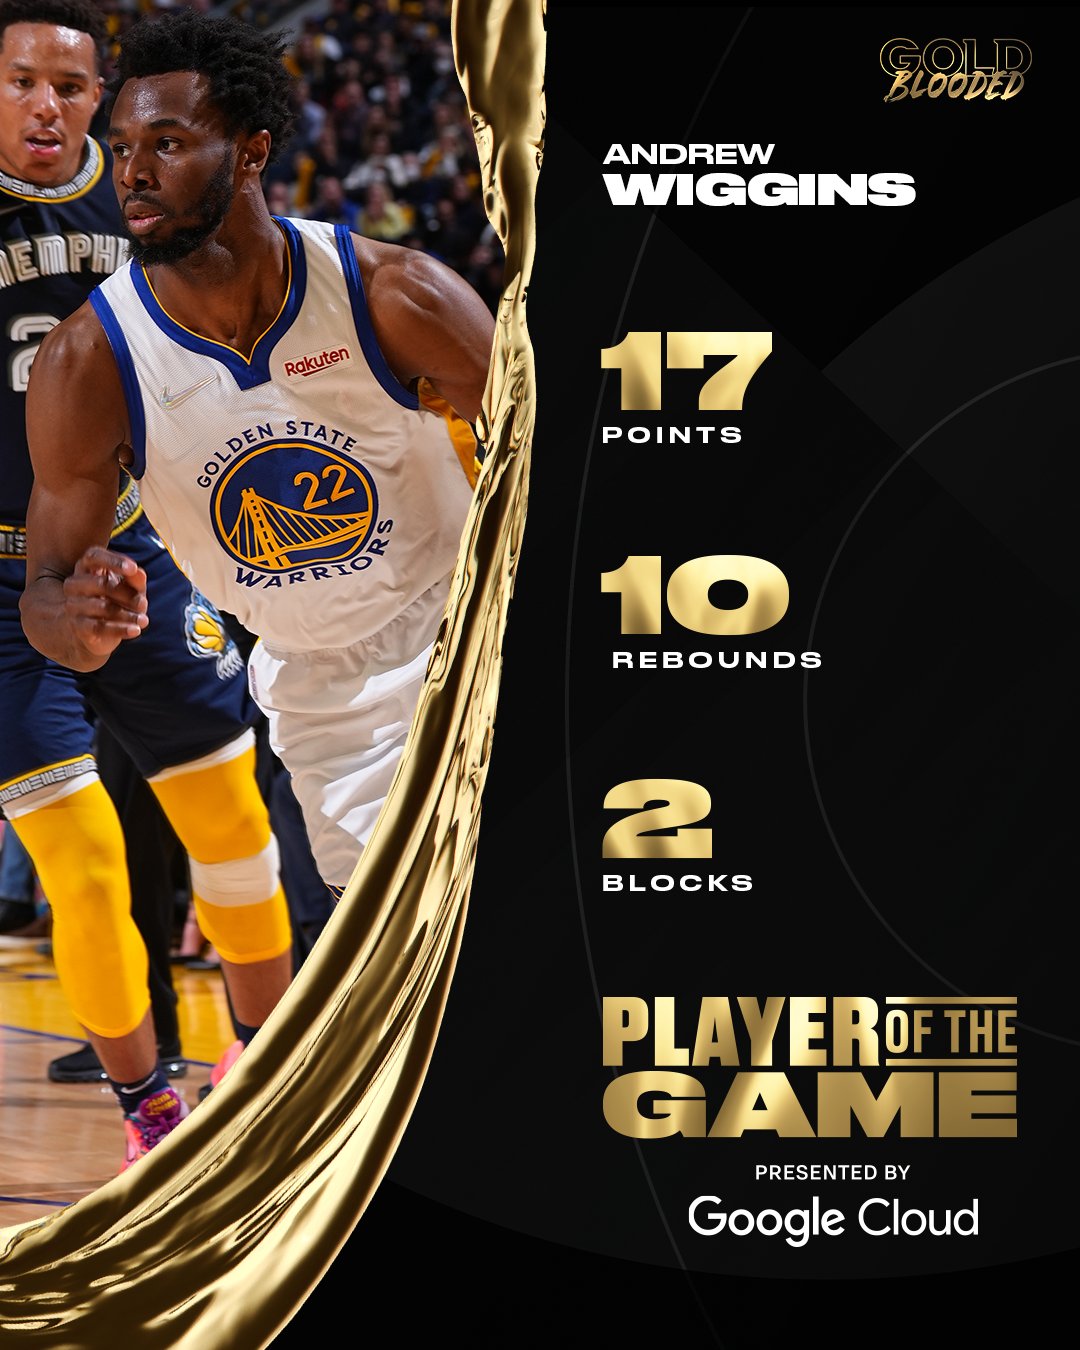 GOLD
BLOODED
ANDREW
WIGGINS
17
POINTS
10
REBOUNDS
2
BLOCKS
PLAYER OF THE
GAME
PRESENTED BY
Google Cloud
Rakuten
GOLDEN STATE
22
WARRIORS